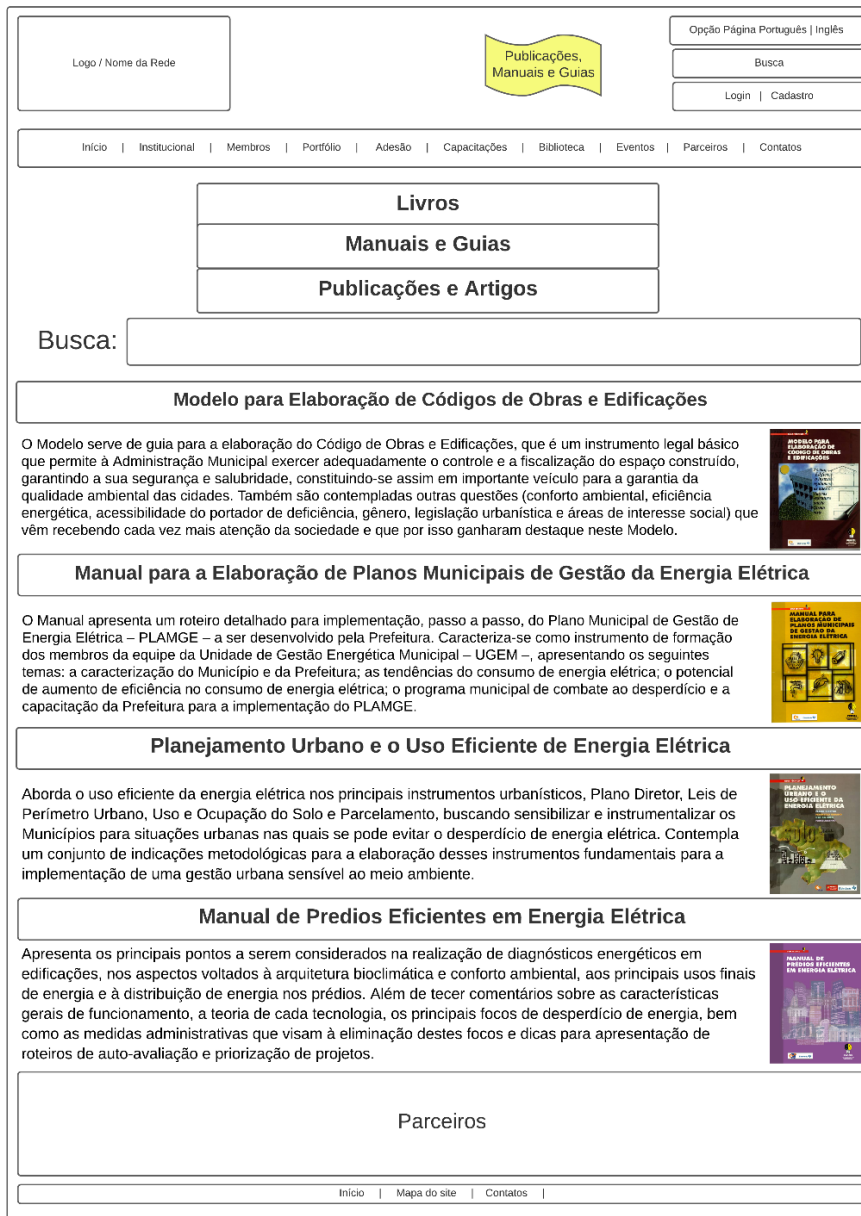 Logo / Nome da Rede
Publicações,
Manuais e Guias
Opção Página Português | Inglês
Busca
Login | Cadastro
Início | Institucional | Membros | Portfólio | Adesão | Capacitações | Biblioteca | Eventos | Parceiros | Contatos
Livros
Manuais e Guias
Publicações e Artigos
Busca:
Modelo para Elaboração de Códigos de Obras e Edificações
O Modelo serve de guia para a elaboração do Código de Obras e Edificações, que é um instrumento legal básico
que permite à Administração Municipal exercer adequadamente o controle e a fiscalização do espaço construído,
garantindo a sua segurança e salubridade, constituindo-se assim em importante veículo para a garantia da
qualidade ambiental das cidades. Também são contempladas outras questões (conforto ambiental, eficiência
energética, acessibilidade do portador de deficiência, gênero, legislação urbanística e áreas de interesse social) que
vêm recebendo cada vez mais atenção da sociedade e que por isso ganharam destaque neste Modelo.
MODELO PARA
ELABORAÇÃO DE
CÓDIGO DE OBRAS
E EDIFICAÇÕES
Manual para a Elaboração de Planos Municipais de Gestão da Energia Elétrica
O Manual apresenta um roteiro detalhado para implementação, passo a passo, do Plano Municipal de Gestão de
Energia Elétrica – PLAMGE – a ser desenvolvido pela Prefeitura. Caracteriza-se como instrumento de formação
dos membros da equipe da Unidade de Gestão Energética Municipal – UGEM –, apresentando os seguintes
temas: a caracterização do Município e da Prefeitura; as tendências do consumo de energia elétrica; o potencial
de aumento de eficiência no consumo de energia elétrica; o programa municipal de combate ao desperdício e a
capacitação da Prefeitura para a implementação do PLAMGE.
MANUAL PARA
ELABORAÇÃO DE
PLANOS MUNICIPAIS
DE GESTÃO DA
ENERGIA ELÉTRICA
Planejamento Urbano e o Uso Eficiente de Energia Elétrica
Aborda o uso eficiente da energia elétrica nos principais instrumentos urbanísticos, Plano Diretor, Leis de
Perímetro Urbano, Uso e Ocupação do Solo e Parcelamento, buscando sensibilizar e instrumentalizar os
Municípios para situações urbanas nas quais se pode evitar o desperdício de energia elétrica. Contempla
um conjunto de indicações metodológicas para a elaboração desses instrumentos fundamentais para a
implementação de uma gestão urbana sensível ao meio ambiente.
PLANEJAMENTO
URBANO E O
USO EFICIENTE DA
ENERGIA ELÉTRICA
Manual de Predios Eficientes em Energia Elétrica
Apresenta os principais pontos a serem considerados na realização de diagnósticos energéticos em
edificações, nos aspectos voltados à arquitetura bioclimática e conforto ambiental, aos principais usos finais
de energia e à distribuição de energia nos prédios. Além de tecer comentários sobre as características
gerais de funcionamento, a teoria de cada tecnologia, os principais focos de desperdício de energia, bem
como as medidas administrativas que visam à eliminação destes focos e dicas para apresentação de
roteiros de auto-avaliação e priorização de projetos.
MANUAL DE
PRÉDIOS EFICIENTES
EM ENERGIA ELÉTRICA
Parceiros
Início | Mapa do site | Contatos |